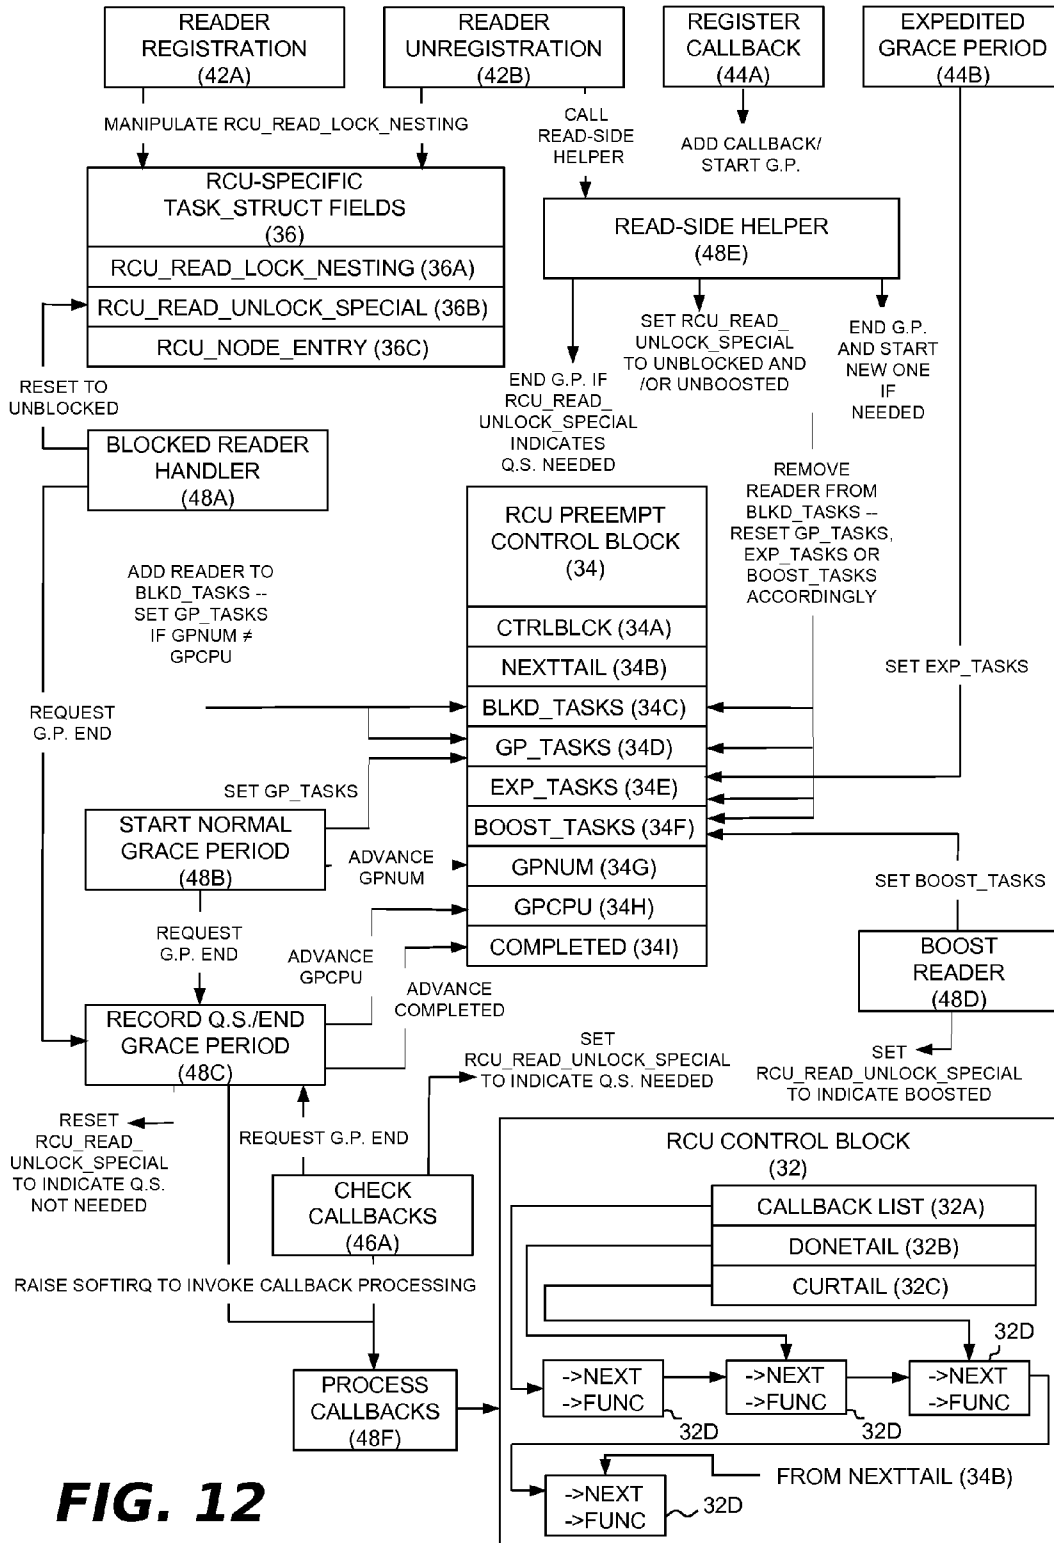 READER
REGISTRATION
(42A)
READER
UNREGISTRATION
(42B)
REGISTER
CALLBACK
(44A)
EXPEDITED
GRACE PERIOD
(44B)
MANIPULATE RCU_READ_LOCK_NESTING
CALL
READ-SIDE
HELPER
ADD CALLBACK/
START G.P.
RCU-SPECIFIC
TASK_STRUCT FIELDS
(36)
RCU_READ_LOCK_NESTING (36A)
RCU_READ_UNLOCK_SPECIAL (36B)
RCU_NODE_ENTRY (36C)
READ-SIDE HELPER
(48E)
RESET TO
UNBLOCKED
END G.P. IF
RCU_READ_
UNLOCK_SPECIAL
INDICATES
Q.S. NEEDED
SET RCU_READ_
UNLOCK_SPECIAL
TO UNBLOCKED AND
/OR UNBOOSTED
END G.P.
AND START
NEW ONE
IF
NEEDED
BLOCKED READER
HANDLER
(48A)
REMOVE
READER FROM
BLKD_TASKS --
RESET GP_TASKS,
EXP_TASKS OR
BOOST_TASKS
ACCORDINGLY
ADD READER TO
BLKD_TASKS --
SET GP_TASKS
IF GPNUM ≠
GPCPU
RCU PREEMPT
CONTROL BLOCK
(34)
CTRLBLCK (34A)
NEXTTAIL (34B)
BLKD_TASKS (34C)
GP_TASKS (34D)
EXP_TASKS (34E)
BOOST_TASKS (34F)
GPNUM (34G)
GPCPU (34H)
COMPLETED (34I)
SET EXP_TASKS
REQUEST
G.P. END
SET GP_TASKS
START NORMAL
GRACE PERIOD
(48B)
ADVANCE
GPNUM
SET BOOST_TASKS
REQUEST
G.P. END
ADVANCE
GPCPU
ADVANCE
COMPLETED
BOOST
READER
(48D)
RECORD Q.S./END
GRACE PERIOD
(48C)
SET
RCU_READ_UNLOCK_SPECIAL
TO INDICATE Q.S. NEEDED
SET
RCU_READ_UNLOCK_SPECIAL
TO INDICATE BOOSTED
RESET
RCU_READ_
UNLOCK_SPECIAL
TO INDICATE Q.S.
NOT NEEDED
REQUEST G.P. END
CHECK
CALLBACKS
(46A)
RAISE SOFTIRQ TO INVOKE CALLBACK PROCESSING
PROCESS
CALLBACKS
(48F)
RCU CONTROL BLOCK
(32)
CALLBACK LIST (32A)
DONETAIL (32B)
CURTAIL (32C)
32D
->NEXT
->FUNC
32D
->NEXT
->FUNC
32D
->NEXT
->FUNC
FROM NEXTTAIL (34B)
->NEXT
->FUNC
32D
FIG. 12